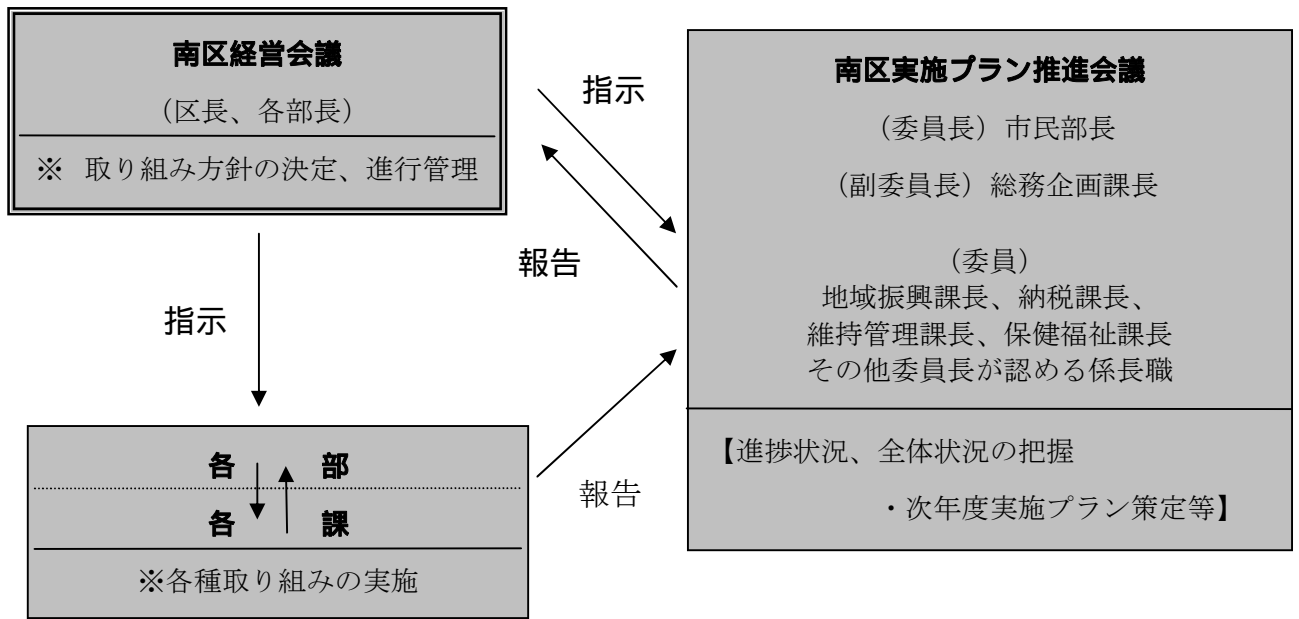 南区経営会議
（区長、各部長）
※　取り組み方針の決定、進行管理
指示
報告
南区実施プラン推進会議
（委員長）市民部長
（副委員長）総務企画課長
（委員）
地域振興課長、納税課長、
維持管理課長、保健福祉課長
その他委員長が認める係長職
【進捗状況、全体状況の把握
・次年度実施プラン策定等】
指示
各　部
各　課
※各種取り組みの実施
報告